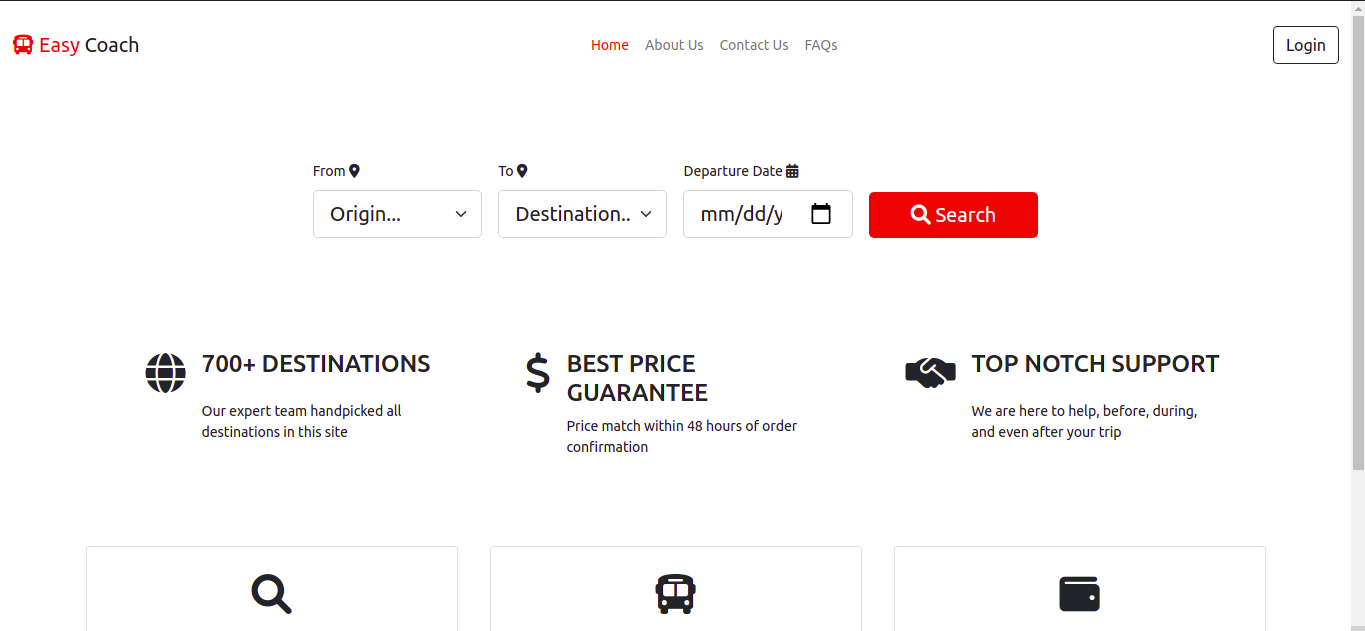 Easy Coach
Home About Us Contact Us FAQs
Login
From
To
Departure Date
Origin...
Destination..
mm/dd/y
Search
700+ DESTINATIONS
Our expert team handpicked all
destinations in this site
BEST PRICE
GUARANTEE
Price match within 48 hours of order
confirmation
TOP NOTCH SUPPORT
We are here to help, before, during,
and even after your trip